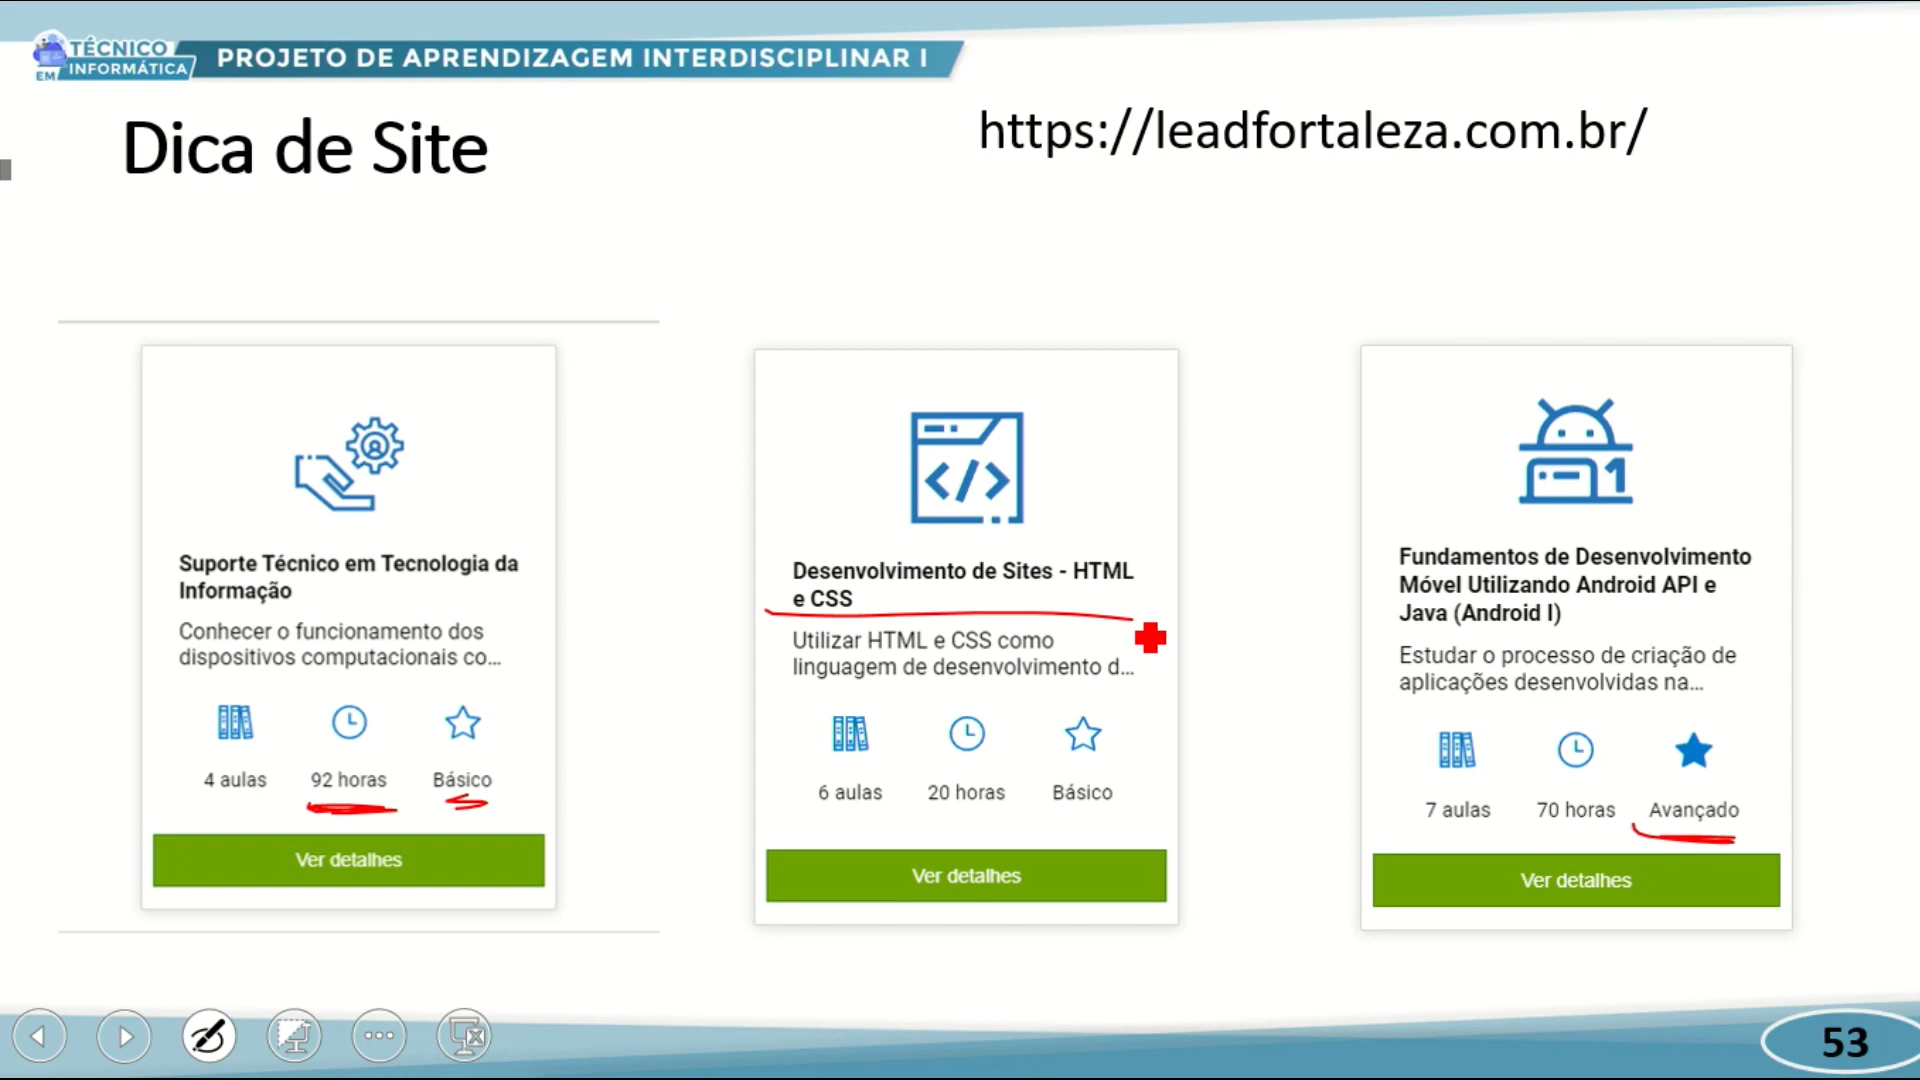 TÉCNICO
EM INFORMÁTICA
PROJETO DE APRENDIZAGEM INTERDISCIPLINAR I
Dica de Site
https://leadfortaleza.com.br/
Suporte Técnico em Tecnologia da
Informação
Conhecer o funcionamento dos
dispositivos computacionais co...
4 aulas
92 horas
Básico
Ver detalhes
Desenvolvimento de Sites - HTML
e CSS
Utilizar HTML e CSS como
linguagem de desenvolvimento d...
6 aulas
20 horas
Básico
Ver detalhes
1
Fundamentos de Desenvolvimento
Móvel Utilizando Android API e
Java (Android I)
Estudar o processo de criação de
aplicações desenvolvidas na...
7 aulas
70 horas
Avançado
Ver detalhes
53